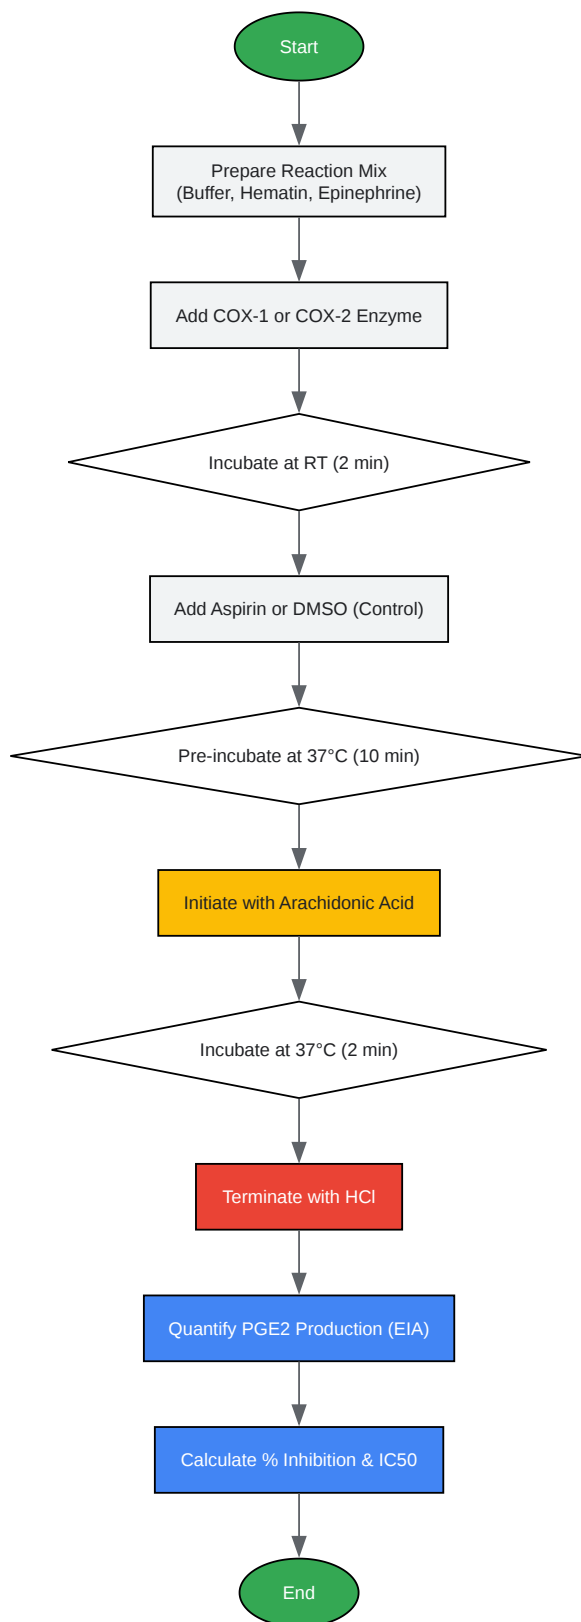 Start
Prepare Reaction Mix
(Buffer, Hematin, Epinephrine)
Add COX-1 or COX-2 Enzyme
Incubate at RT (2 min)
Add Aspirin or DMSO (Control)
Pre-incubate at 37°C (10 min)
Initiate with Arachidonic Acid
Incubate at 37°C (2 min)
Terminate with HCl
Quantify PGE2 Production (EIA)
Calculate % Inhibition & IC50
End